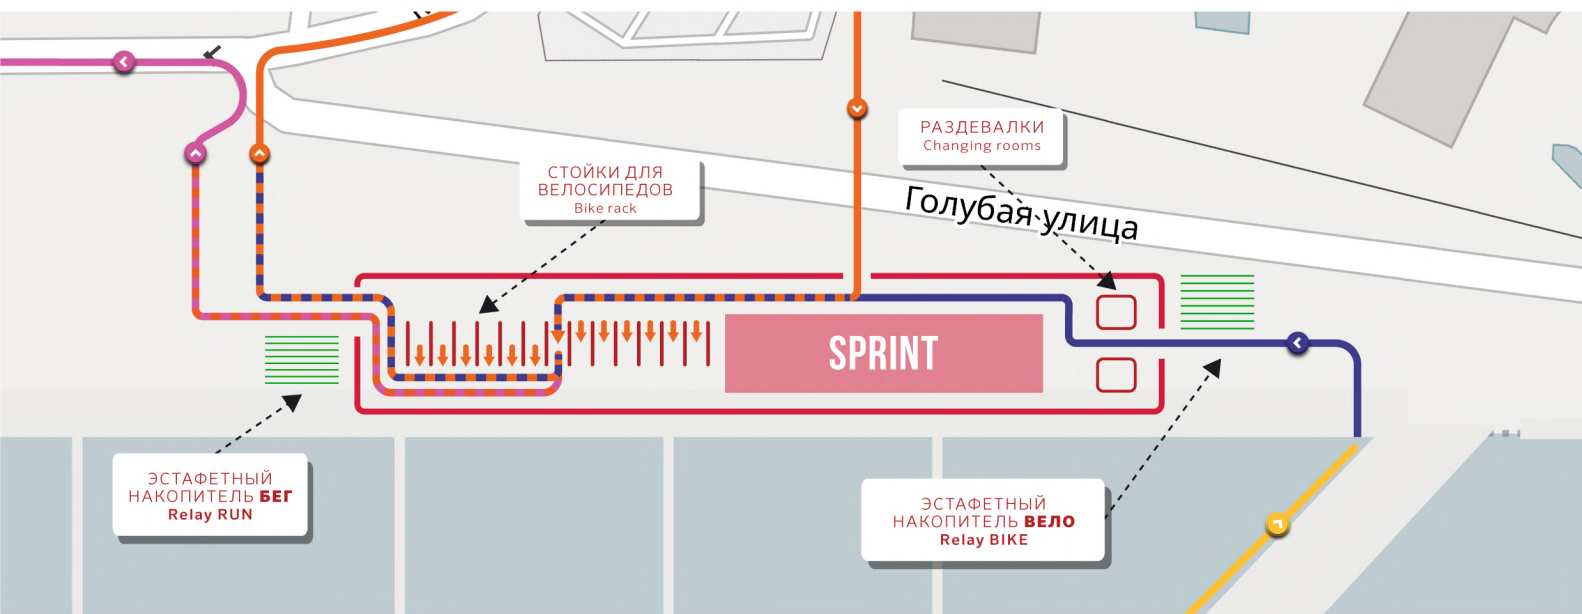 РАЗДЕВАЛКИ
Changing rooms
СТОЙКИ ДЛЯ
ВЕЛОСИПЕДОВ
Bike rack
Голубая улица
SPRINT
ЭСТАФЕТНЫЙ
НАКОПИТЕЛЬ БЕГ
Relay RUN
ЭСТАФЕТНЫЙ
НАКОПИТЕЛЬ ВЕЛО
Relay BIKE